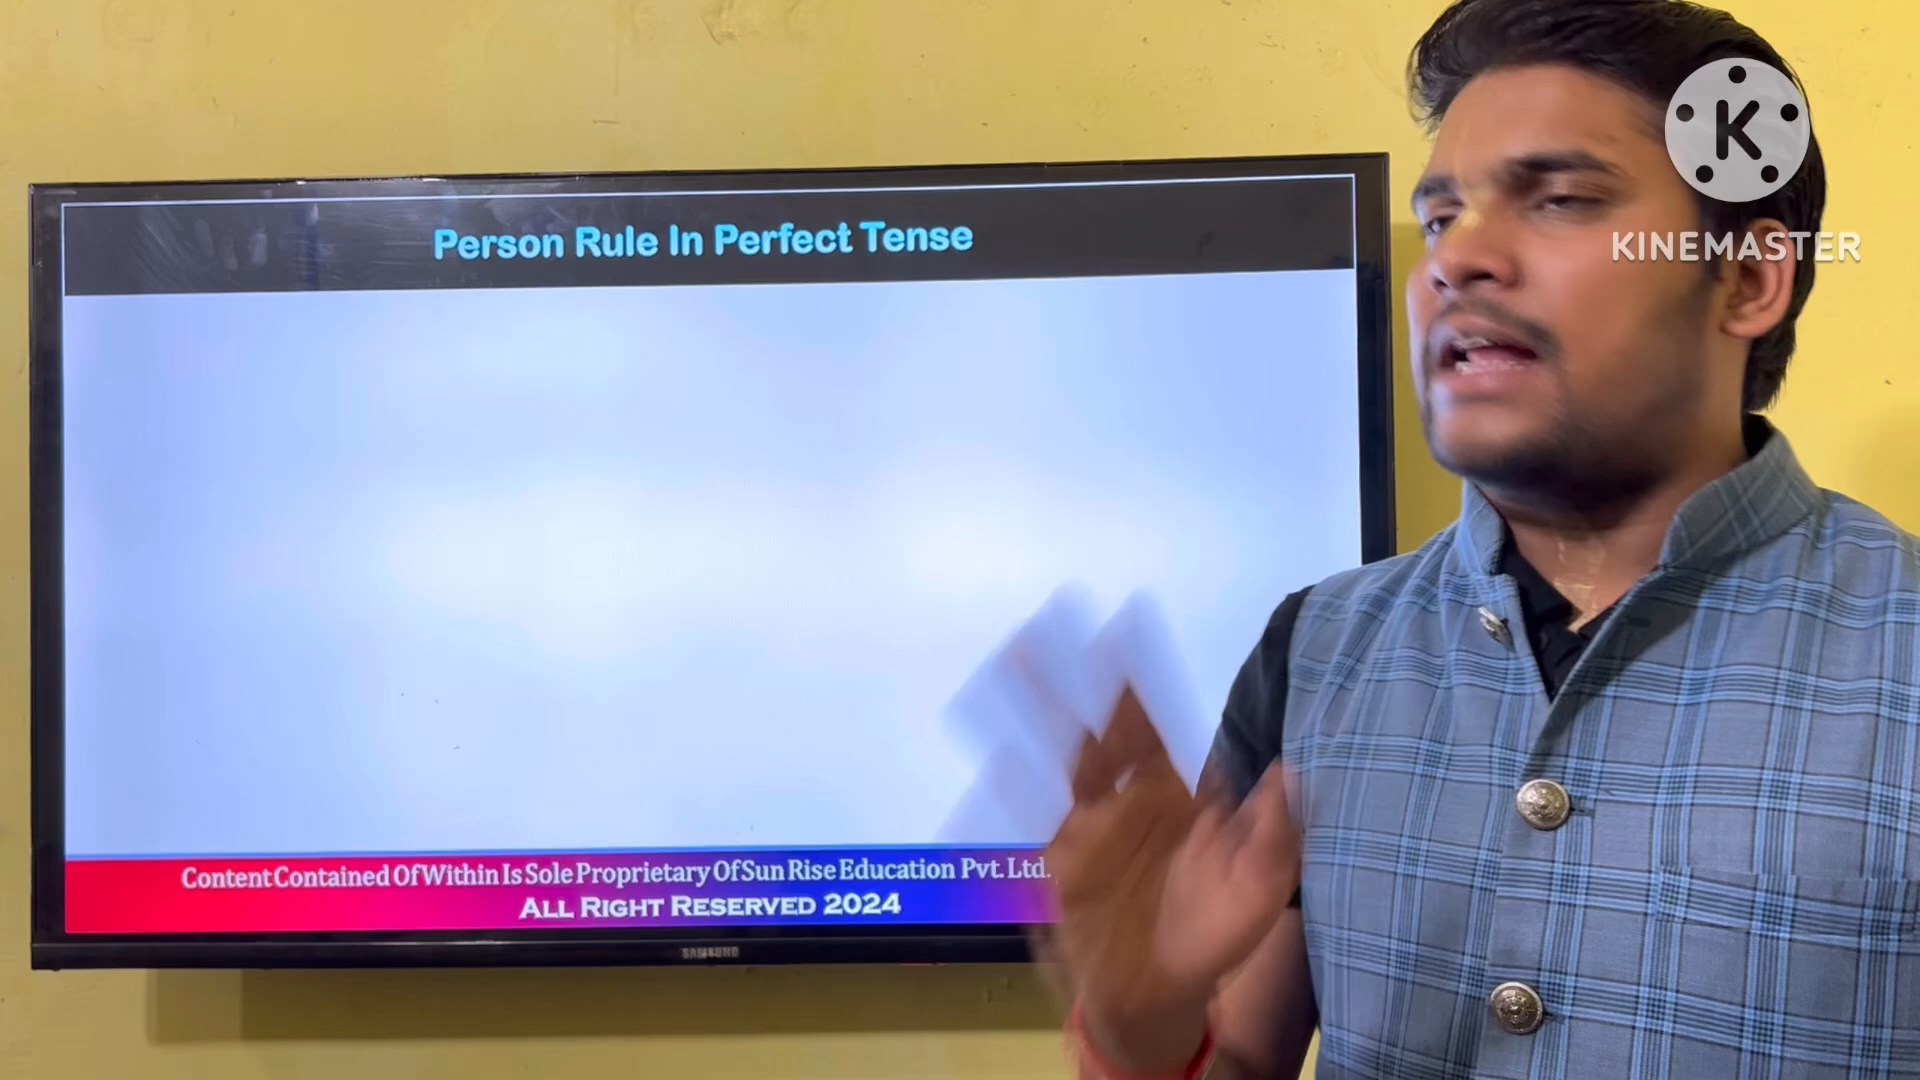 K
KINEMASTER
Person Rule In Perfect Tense
Content Contained Of Within Is Sole Proprietary Of Sun Rise Education Pvt. Ltd.
ALL RIGHT RESERVED 2024
SAMSUNG